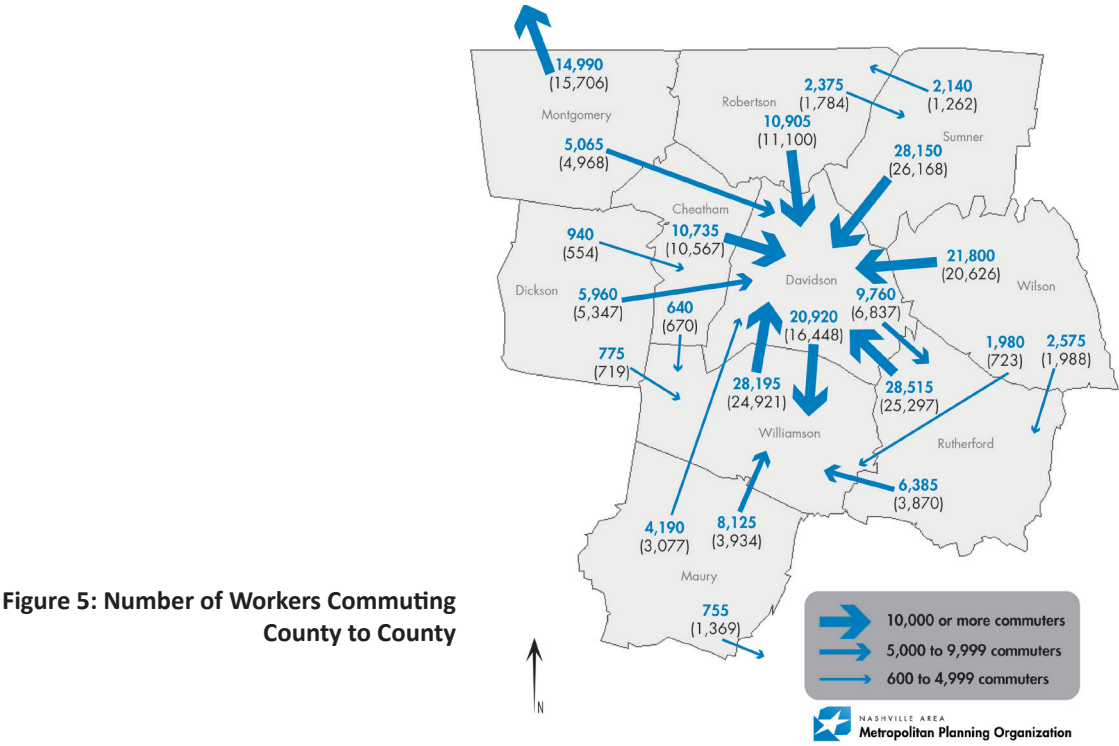 14,990
(15,706)
Montgomery
5,065
(4,968)
Robertson
2,375
(1,784)
10,905
(11,100)
2,140
(1,262)
Sumner
28,150
(26,168)
Cheatham
10,735
(10,567)
940
(554)
Dickson
5,960
(5,347)
640
(670)
775
(719)
Davidson
9,760
(6,837)
20,920
(16,448)
21,800
(20,626)
Wilson
1,980
(723)
2,575
(1,988)
28,195
(24,921)
28,515
(25,297)
Williamson
Rutherford
6,385
(3,870)
4,190
(3,077)
8,125
(3,934)
Maury
755
(1,369)
Figure 5: Number of Workers Commuting
County to County
N
10,000 or more commuters
5,000 to 9,999 commuters
600 to 4,999 commuters
NASHVILLE AREA
Metropolitan Planning Organization